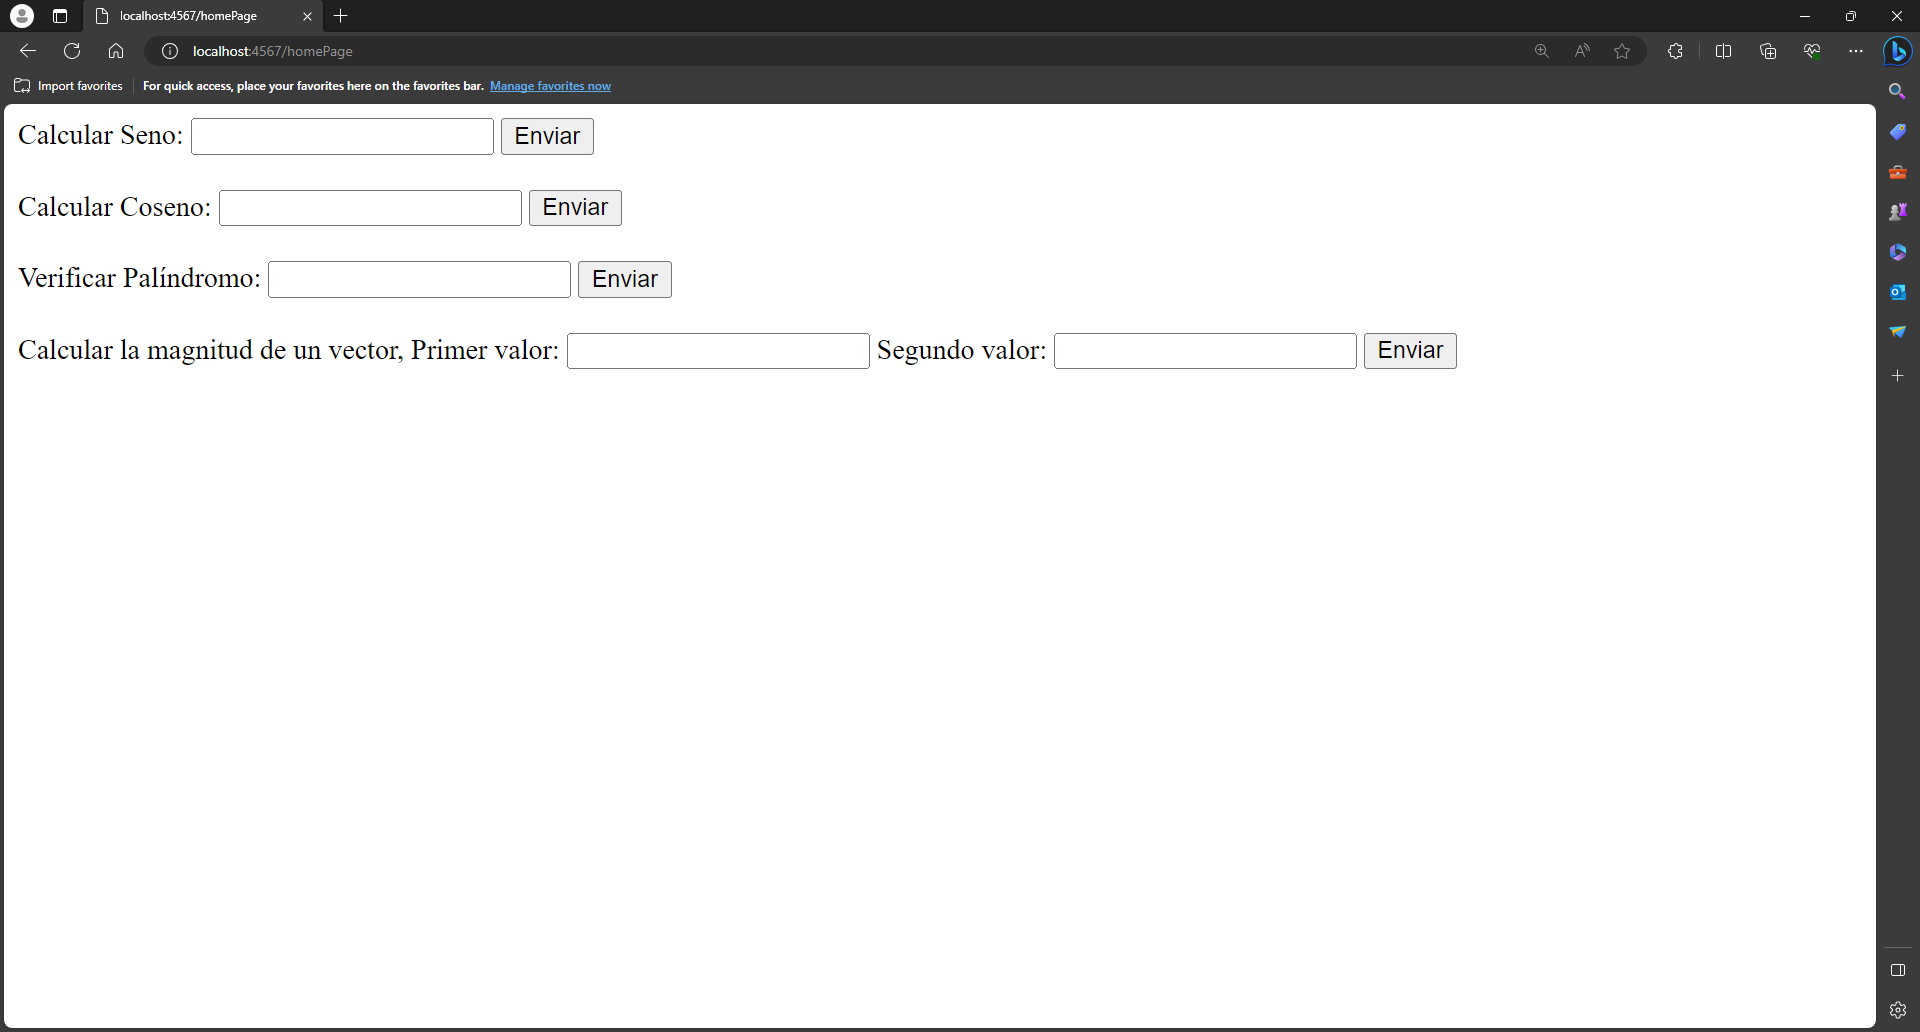 localhost:4567/homePage
localhost:4567/homePage
Import favorites For quick access, place your favorites here on the favorites bar. Manage favorites now
Calcular Seno: Enviar
Calcular Coseno: Enviar
Verificar Palíndromo: Enviar
Calcular la magnitud de un vector, Primer valor: Segundo valor: Enviar